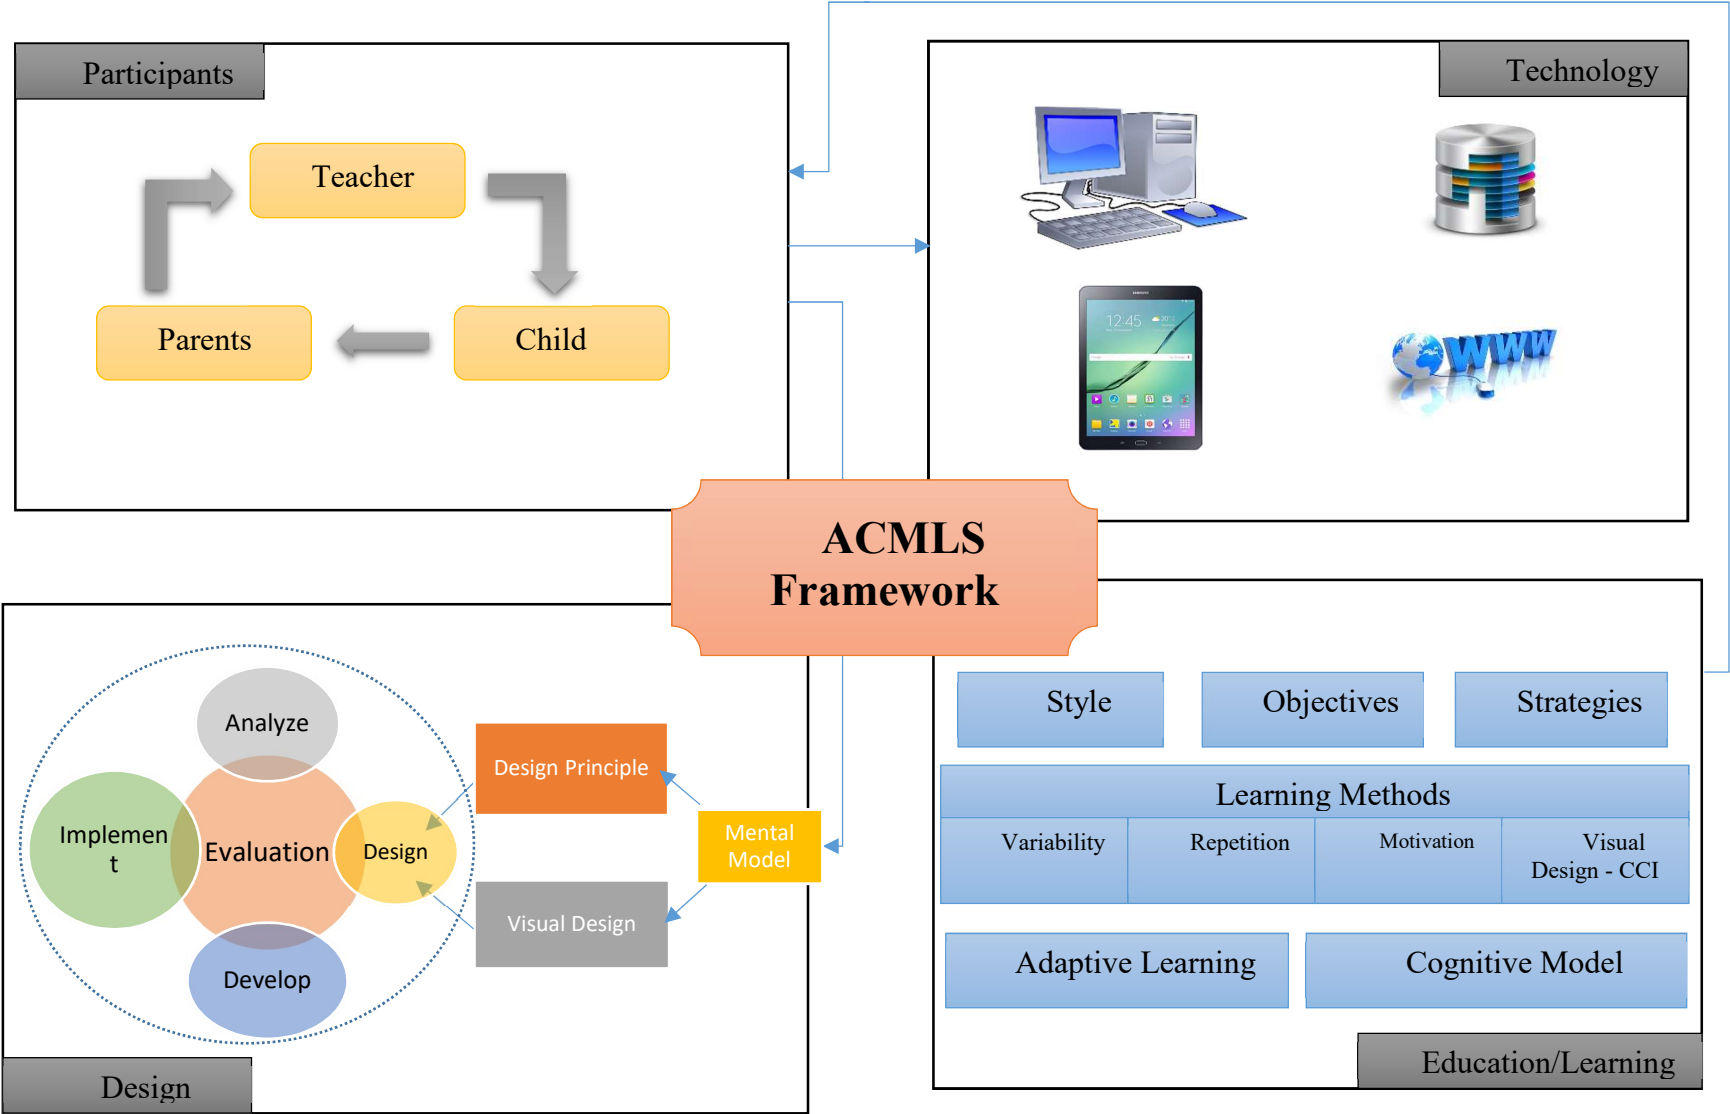 Participants
Teacher
Parents
Child
Technology
SAMSUNG
12:45
30°
WWW
ACMLS
Framework
Analyze
Implemen
t
Evaluation
Design
Develop
Design Principle
Visual Design
Mental
Model
Design
Style
Objectives
Strategies
Learning Methods
Variability
Repetition
Motivation
Visual
Design - CCI
Adaptive Learning
Cognitive Model
Education/Learning